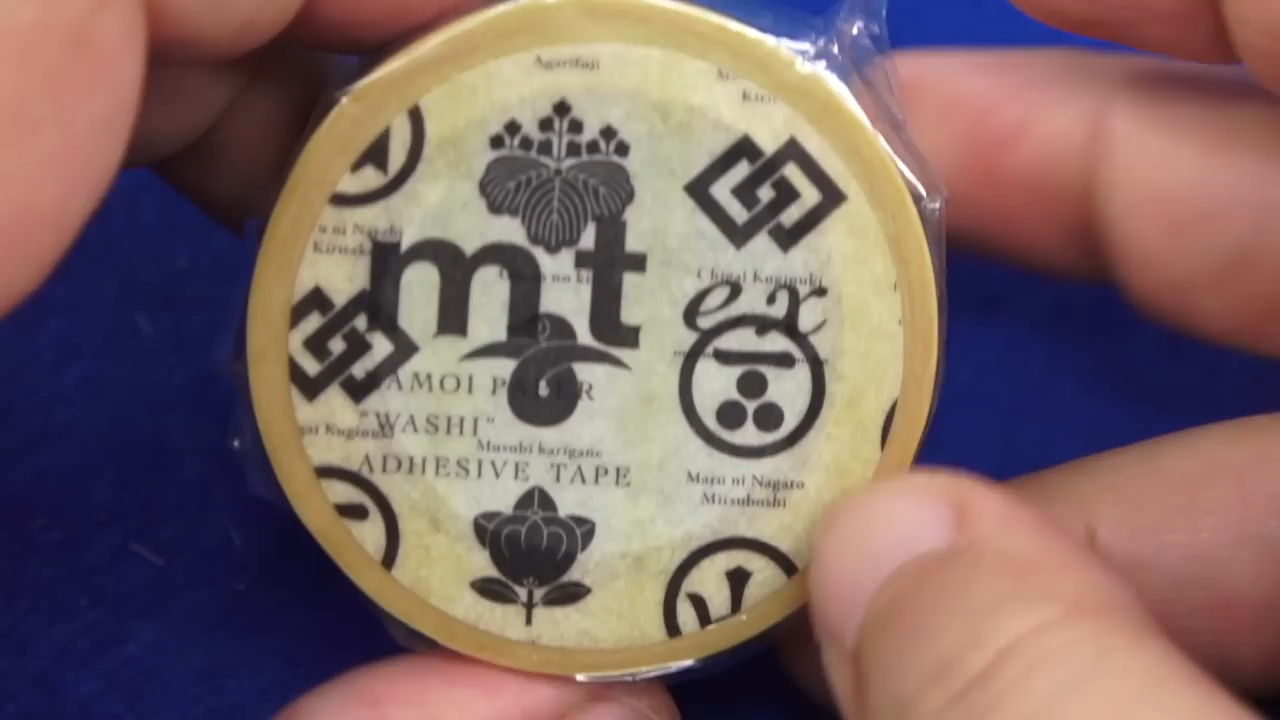 Agarifuji
mt
Chigai Kuginuki
ex
KAMOI PAPER
"WASHI"
Musubi karigane
ADHESIVE TAPE
Maru ni Nagato
Mitsuboshi